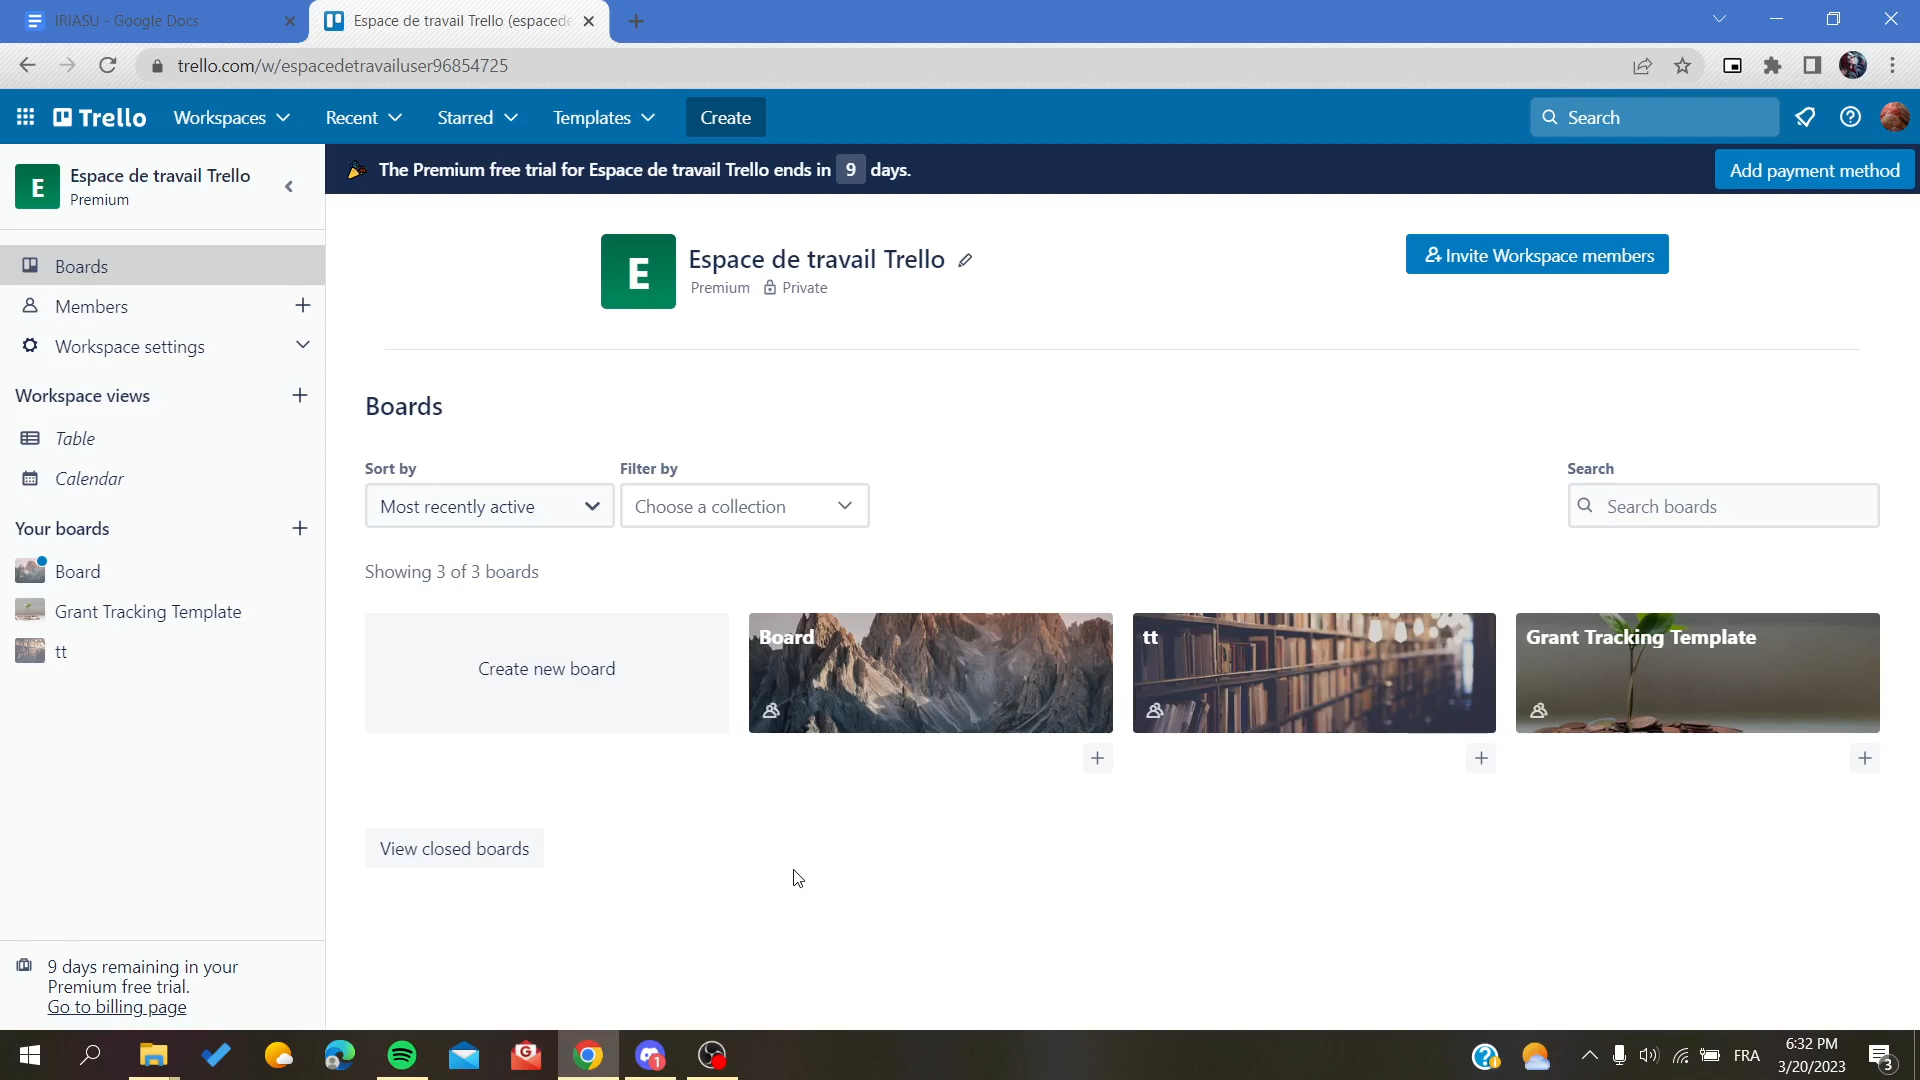 IRIASU - Google Docs
Espace de travail Trello (espacede
trello.com/w/espacedetravailuser96854725
Trello
Workspaces
Recent
Starred
Templates
Create
Search
E
Espace de travail Trello
Premium
The Premium free trial for Espace de travail Trello ends in 9 days.
Add payment method
Boards
Members
Workspace settings
Workspace views
Table
Calendar
Your boards
Board
Grant Tracking Template
tt
9 days remaining in your
Premium free trial.
Go to billing page
E
Espace de travail Trello
Premium
Private
Invite Workspace members
Boards
Sort by
Filter by
Search
Most recently active
Choose a collection
Search boards
Showing 3 of 3 boards
Create new board
Board
tt
Grant Tracking Template
View closed boards
G
1
FRA
6:32 PM
3/20/2023
3